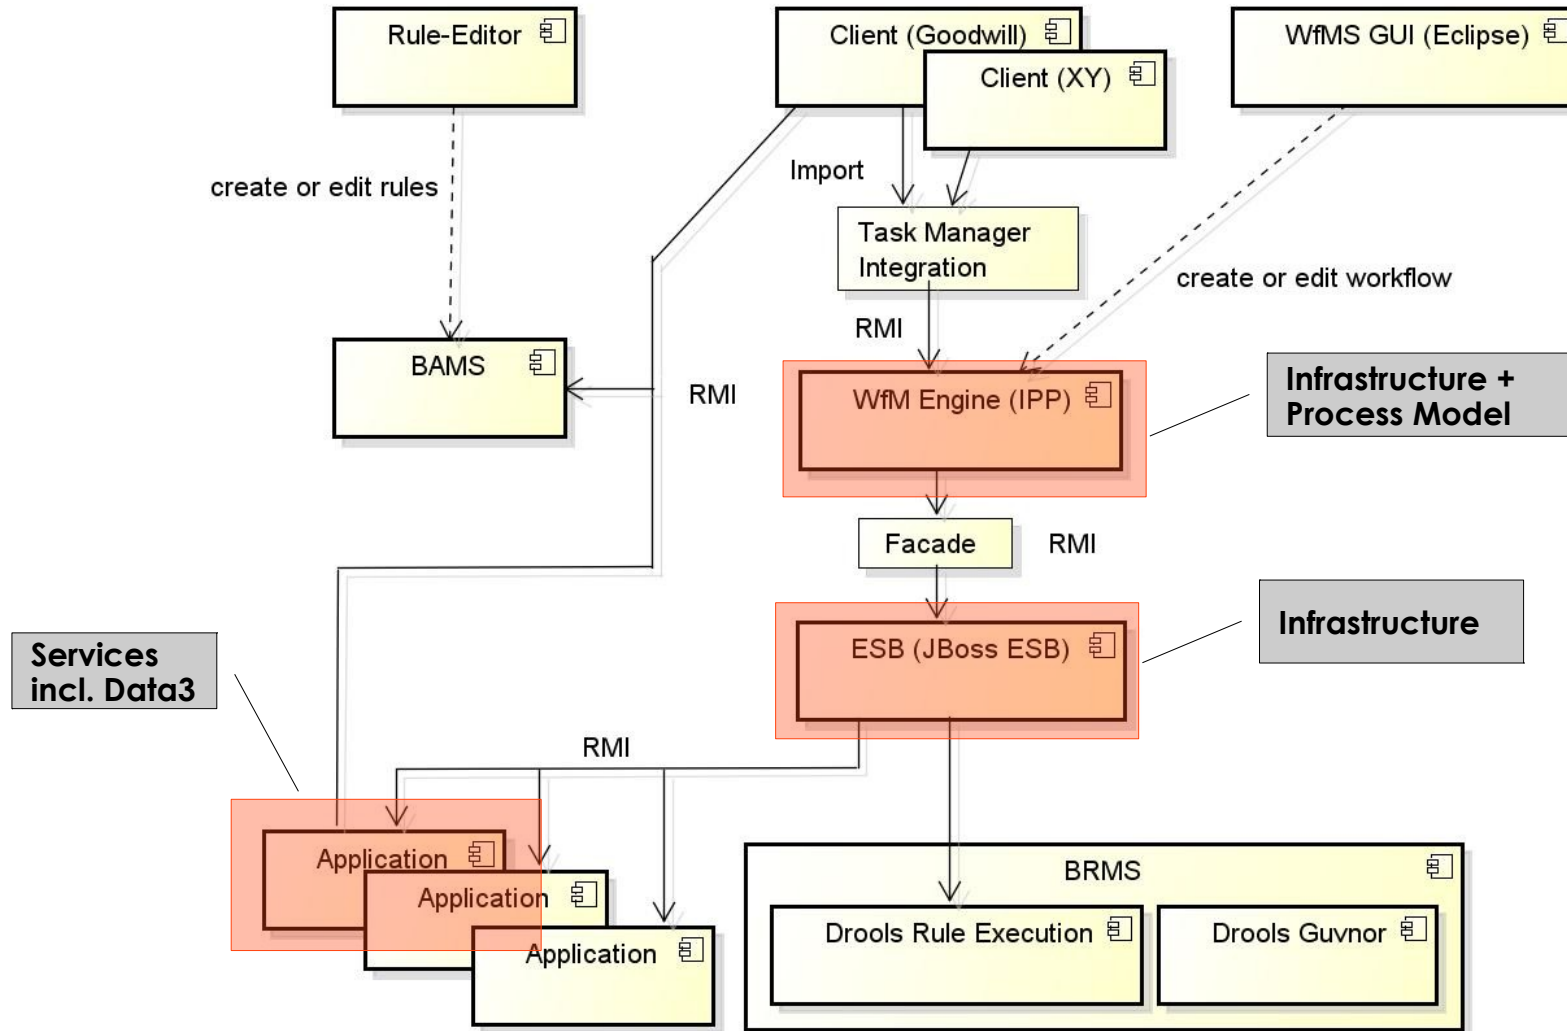 Rule-Editor
Client (Goodwill)
Client (XY)
WfMS GUI (Eclipse)
create or edit rules
Import
Task Manager
Integration
create or edit workflow
RMI
BAMS
RMI
WfM Engine (IPP)
Infrastructure +
Process Model
Facade
RMI
ESB (JBoss ESB)
Infrastructure
Services
incl. Data3
RMI
Application
Application
Application
BRMS
Drools Rule Execution
Drools Guvnor